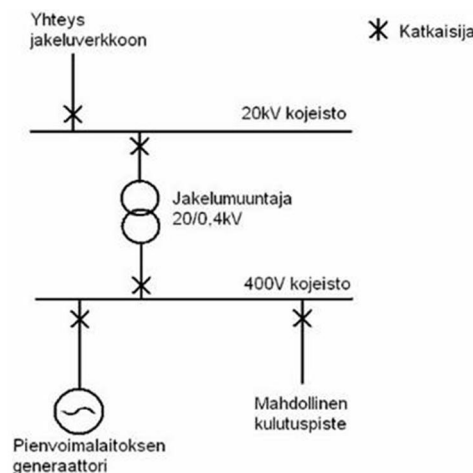 Yhteys
jakeluverkkoon
Katkaisija
20kV kojeisto
Jakelumuuntaja
20/0,4kV
400V kojeisto
Mahdollinen
kulutuspiste
Pienvoimalaitoksen
generaattori